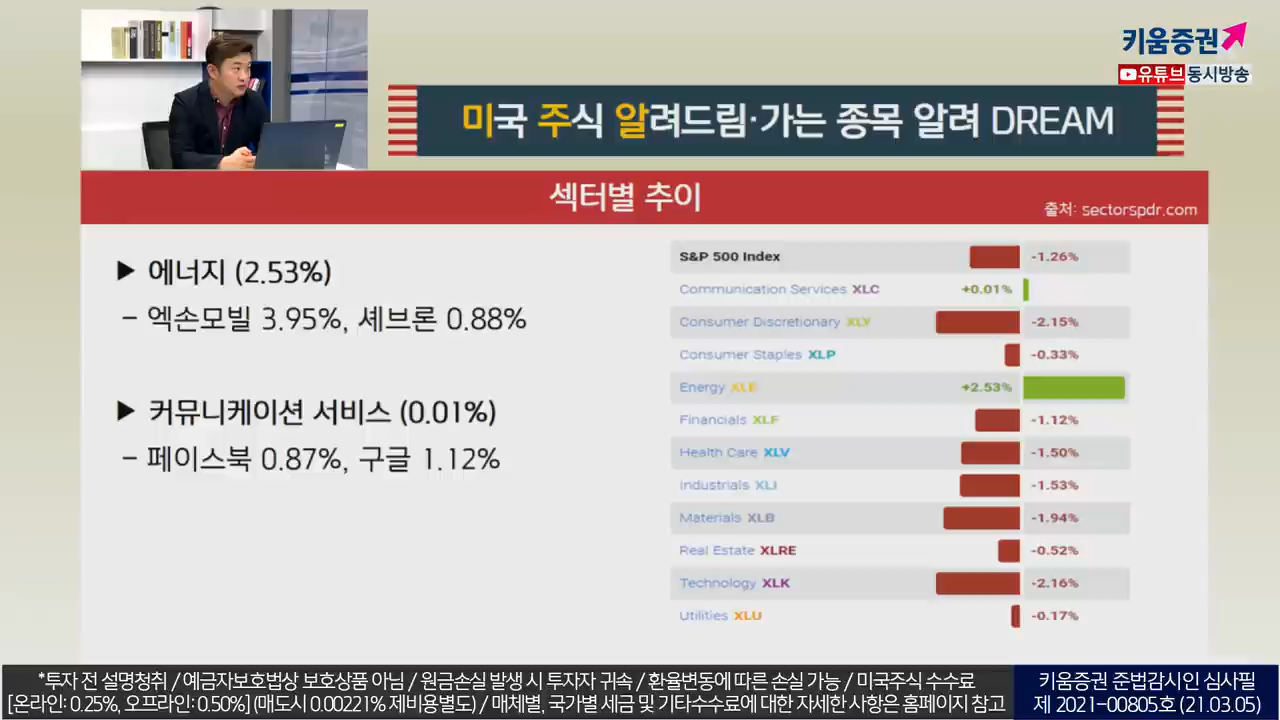 키움증권
유튜브 동시방송
미국 주식 알려드림·가는 종목 알려 DREAM
섹터별 추이
출처: sectorspdr.com
▶ 에너지 (2.53%)
– 엑손모빌 3.95%, 셰브론 0.88%
▶ 커뮤니케이션 서비스 (0.01%)
– 페이스북 0.87%, 구글 1.12%
S&P 500 Index -1.26%
Communication Services XLC +0.01%
Consumer Discretionary XLY -2.15%
Consumer Staples XLP -0.33%
Energy XLE +2.53%
Financials XLF -1.12%
Health Care XLV -1.50%
Industrials XLI -1.53%
Materials XLB -1.94%
Real Estate XLRE -0.52%
Technology XLK -2.16%
Utilities XLU -0.17%
*투자 전 설명청취 / 예금자보호법상 보호상품 아님 / 원금손실 발생 시 투자자 귀속 / 환율변동에 따른 손실 가능 / 미국주식 수수료
[온라인: 0.25%, 오프라인: 0.50%] (매도시 0.00221% 제비용별도) / 매체별, 국가별 세금 및 기타수수료에 대한 자세한 사항은 홈페이지 참고
키움증권 준법감시인 심사필
제 2021-00805호 (21.03.05)